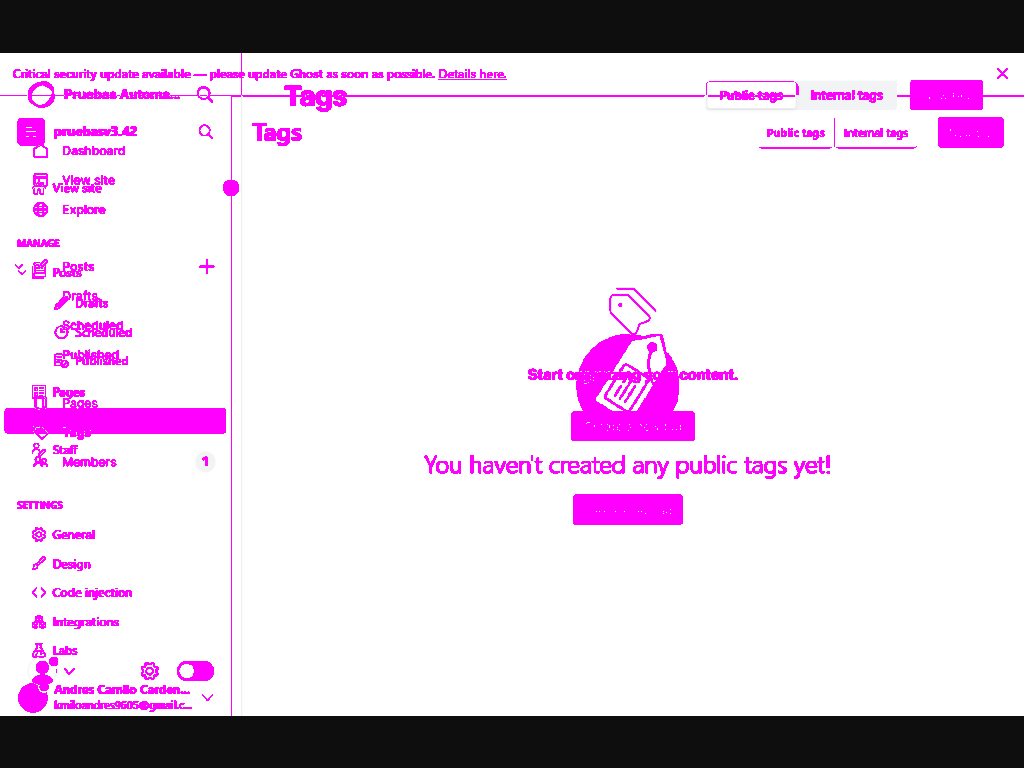 Critical security update available — please update Ghost as soon as possible. Details here.
Pruebas Automa...
Tags
Public tags
Internal tags
pruebasv3.42
Tags
Public tags
Internal tags
Dashboard
View site
View site
Explore
MANAGE
Posts
Posts
Drafts
Drafts
Scheduled
Scheduled
Published
Published
Pages
Pages
Tags
Staff
Members
1
Start organizing your content.
You haven't created any public tags yet!
SETTINGS
General
Design
Code injection
Integrations
Labs
Andres Camilo Carden...
kmiloandres9605@gmail.c...